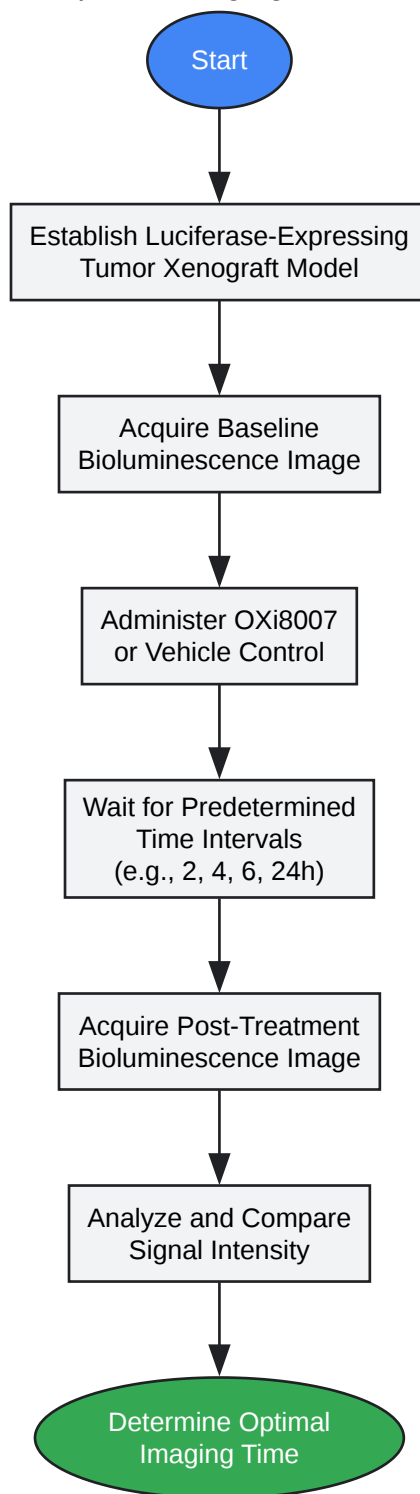 Start
Establish Luciferase-Expressing
Tumor Xenograft Model
Acquire Baseline
Bioluminescence Image
Administer OXi8007
or Vehicle Control
Wait for Predetermined
Time Intervals
(e.g., 2, 4, 6, 24h)
Acquire Post-Treatment
Bioluminescence Image
Analyze and Compare
Signal Intensity
Determine Optimal
Imaging Time